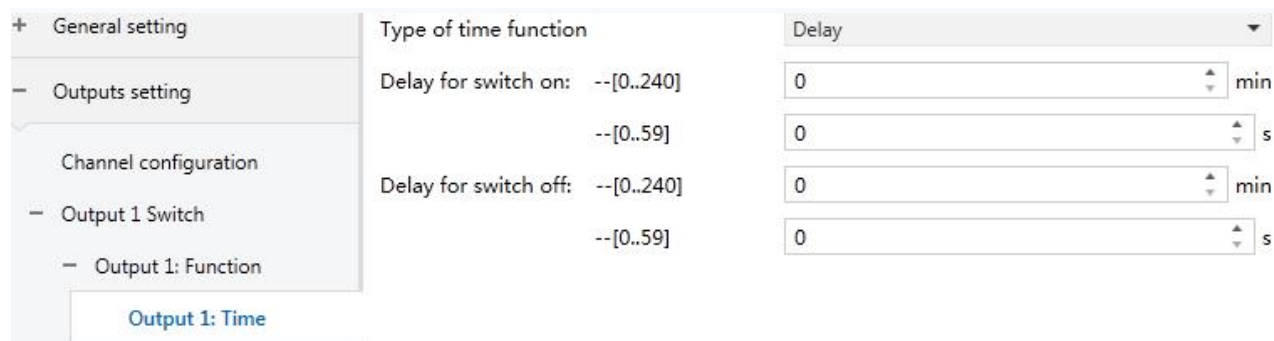 + General setting
− Outputs setting
Channel configuration
− Output 1 Switch
− Output 1: Function
Output 1: Time
Type of time function Delay
Delay for switch on: --[0..240] 0 min
--[0..59] 0 s
Delay for switch off: --[0..240] 0 min
--[0..59] 0 s